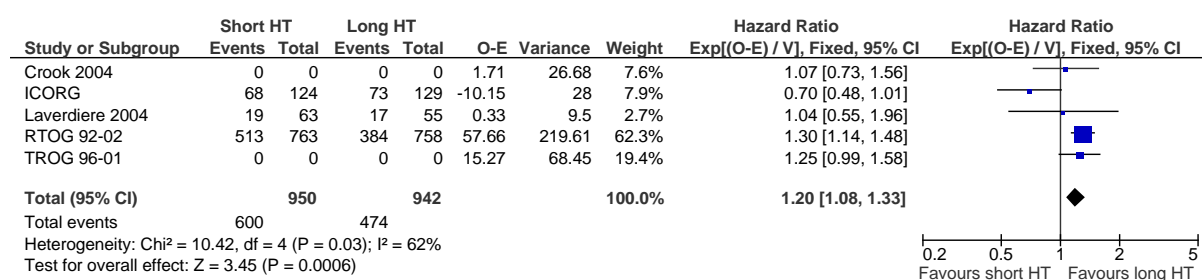 Short HT Long HT Hazard Ratio Hazard Ratio
Study or Subgroup Events Total Events Total O-E Variance Weight Exp[(O-E) / V], Fixed, 95% CI Exp[(O-E) / V], Fixed, 95% CI
Crook 2004 0 0 0 0 1.71 26.68 7.6% 1.07 [0.73, 1.56]
ICORG 68 124 73 129 -10.15 28 7.9% 0.70 [0.48, 1.01]
Laverdiere 2004 19 63 17 55 0.33 9.5 2.7% 1.04 [0.55, 1.96]
RTOG 92-02 513 763 384 758 57.66 219.61 62.3% 1.30 [1.14, 1.48]
TROG 96-01 0 0 0 0 15.27 68.45 19.4% 1.25 [0.99, 1.58]
Total (95% CI) 950 942 100.0% 1.20 [1.08, 1.33]
Total events 600 474
Heterogeneity: Chi² = 10.42, df = 4 (P = 0.03); I² = 62%
Test for overall effect: Z = 3.45 (P = 0.0006)
0.2 0.5 1 2 5
Favours short HT Favours long HT